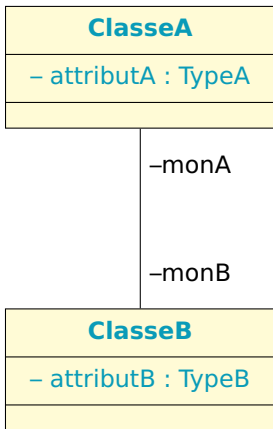 ClasseA
– attributA : TypeA
–monA
–monB
ClasseB
– attributB : TypeB